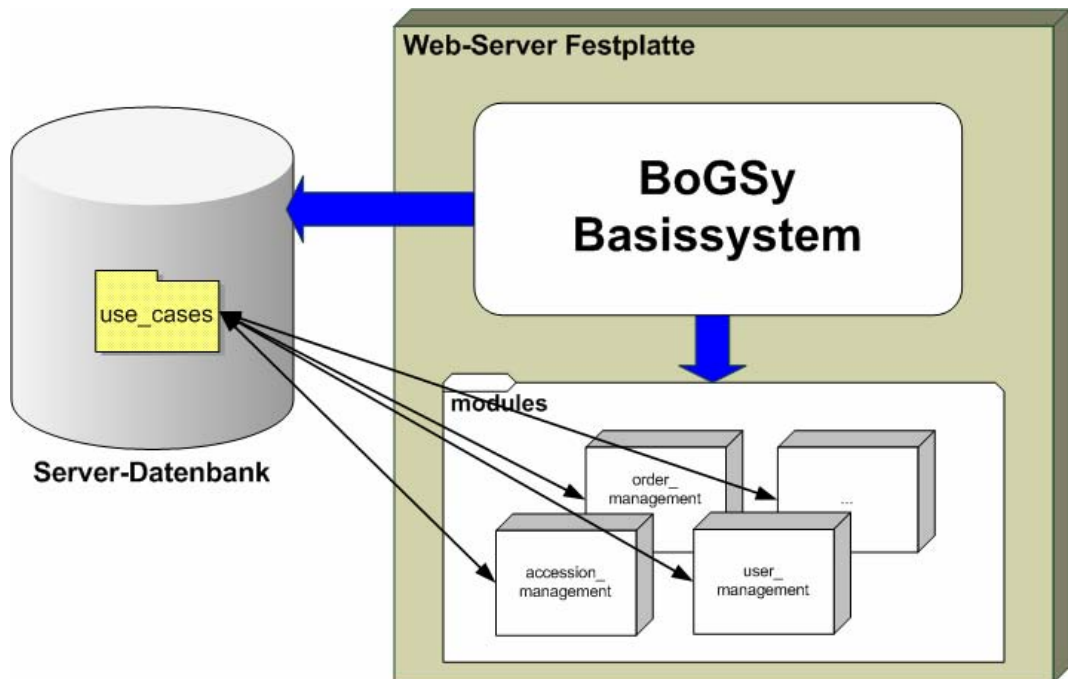 Web-Server Festplatte
BoGSy
Basissystem
use_cases
Server-Datenbank
modules
order_
management
...
accession_
management
user_
management